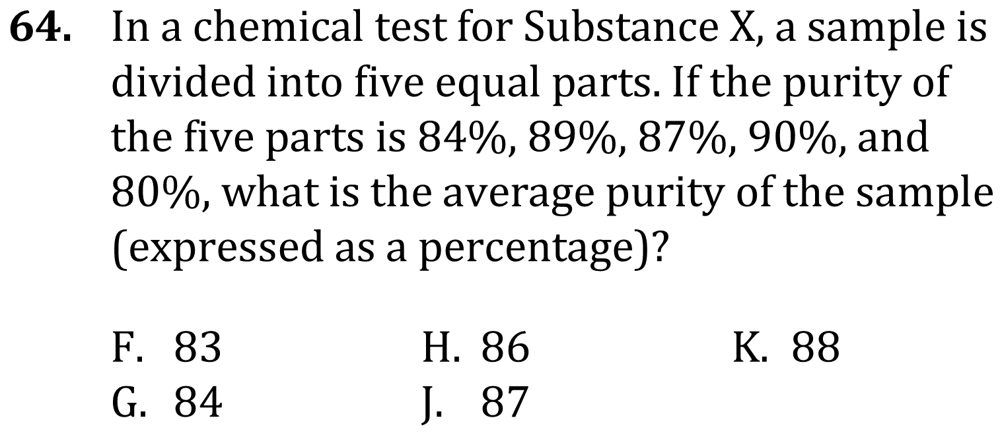 64. In a chemical test for Substance X, a sample is
divided into five equal parts. If the purity of
the five parts is 84%, 89%, 87%, 90%, and
80%, what is the average purity of the sample
(expressed as a percentage)?
F. 83 H. 86 K. 88
G. 84 J. 87